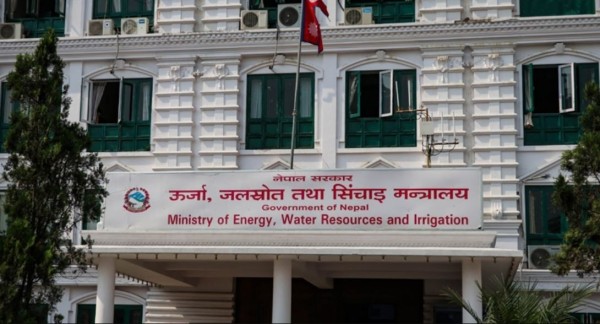 नेपाल सरकार
ऊर्जा, जलस्रोत तथा सिंचाइ मन्त्रालय
Government of Nepal
Ministry of Energy, Water Resources and Irrigation